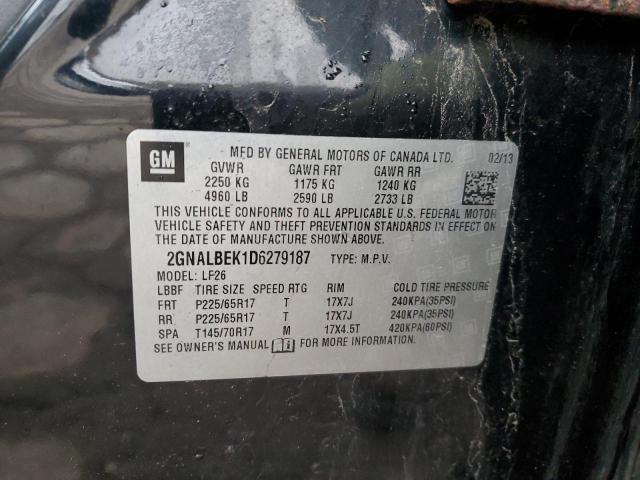 GM
MFD BY GENERAL MOTORS OF CANADA LTD. 02/13
GVWR GAWR FRT GAWR RR
2250 KG 1175 KG 1240 KG
4960 LB 2590 LB 2733 LB
THIS VEHICLE CONFORMS TO ALL APPLICABLE U.S. FEDERAL MOTOR
VEHICLE SAFETY AND THEFT PREVENTION STANDARDS IN EFFECT
ON THE DATE OF MANUFACTURE SHOWN ABOVE.
2GNALBEK1D6279187 TYPE: M.P.V.
MODEL: LF26
LBBF TIRE SIZE SPEED RTG RIM COLD TIRE PRESSURE
FRT P225/65R17 T 17X7J 240KPA(35PSI)
RR P225/65R17 T 17X7J 240KPA(35PSI)
SPA T145/70R17 M 17X4.5T 420KPA(60PSI)
SEE OWNER'S MANUAL FOR MORE INFORMATION.